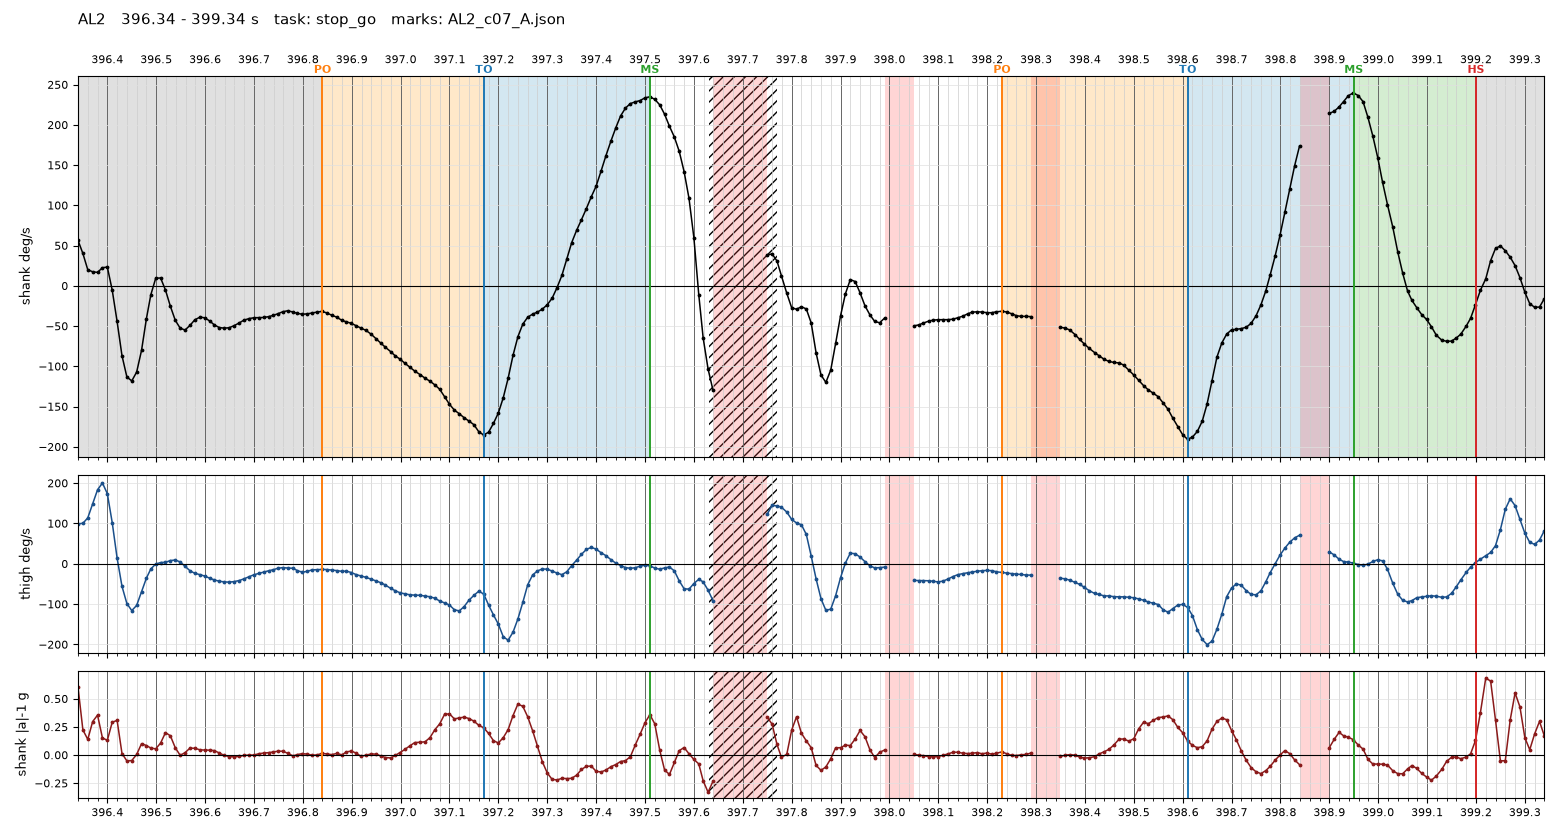 AL2   396.34 - 399.34 s   task: stop_go   marks: AL2_c07_A.json
396.4 396.5 396.6 396.7 396.8 396.9 397.0 397.1 397.2 397.3 397.4 397.5 397.6 397.7 397.8 397.9 398.0 398.1 398.2 398.3 398.4 398.5 398.6 398.7 398.8 398.9 399.0 399.1 399.2 399.3
PO TO MS PO TO MS HS
250
200
150
100
50
0
−50
−100
−150
−200
shank deg/s
200
100
0
−100
−200
thigh deg/s
0.50
0.25
0.00
−0.25
shank |a|-1 g
396.4 396.5 396.6 396.7 396.8 396.9 397.0 397.1 397.2 397.3 397.4 397.5 397.6 397.7 397.8 397.9 398.0 398.1 398.2 398.3 398.4 398.5 398.6 398.7 398.8 398.9 399.0 399.1 399.2 399.3